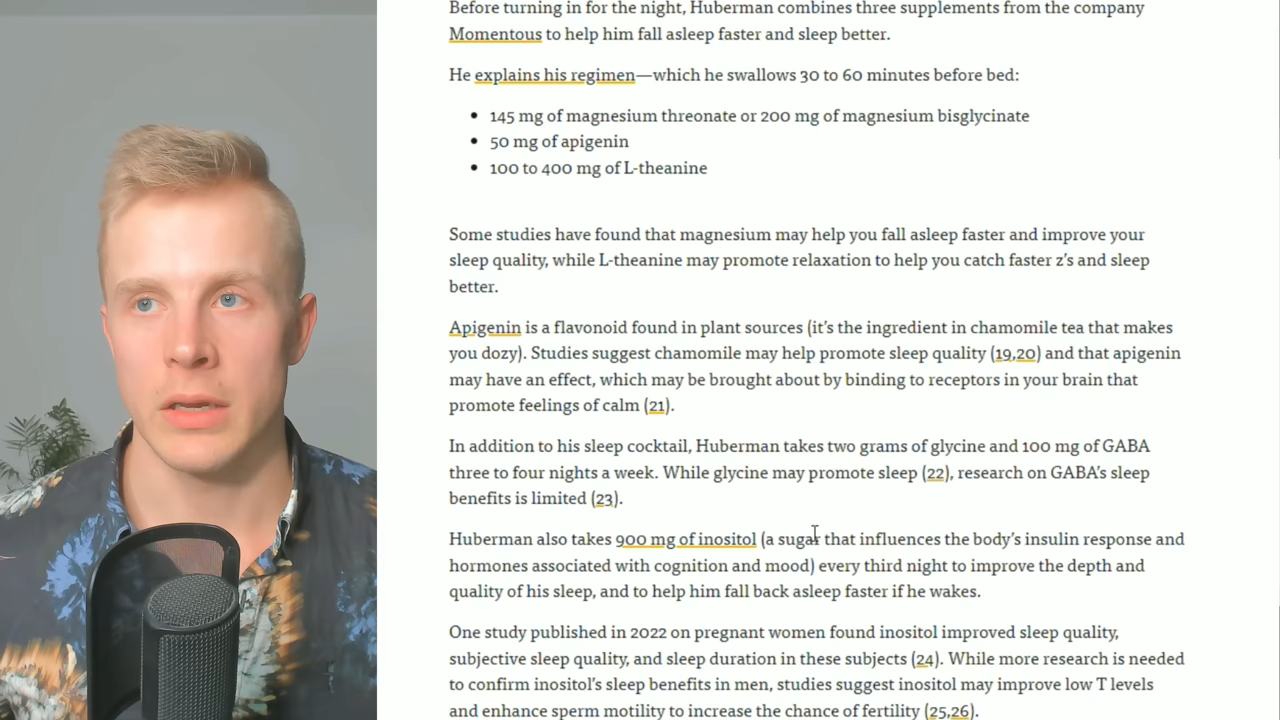 Before turning in for the night, Huberman combines three supplements from the company
Momentous to help him fall asleep faster and sleep better.
He explains his regimen—which he swallows 30 to 60 minutes before bed:
• 145 mg of magnesium threonate or 200 mg of magnesium bisglycinate
• 50 mg of apigenin
• 100 to 400 mg of L-theanine
Some studies have found that magnesium may help you fall asleep faster and improve your
sleep quality, while L-theanine may promote relaxation to help you catch faster z’s and sleep
better.
Apigenin is a flavonoid found in plant sources (it’s the ingredient in chamomile tea that makes
you dozy). Studies suggest chamomile may help promote sleep quality (19,20) and that apigenin
may have an effect, which may be brought about by binding to receptors in your brain that
promote feelings of calm (21).
In addition to his sleep cocktail, Huberman takes two grams of glycine and 100 mg of GABA
three to four nights a week. While glycine may promote sleep (22), research on GABA’s sleep
benefits is limited (23).
Huberman also takes 900 mg of inositol (a sugar that influences the body’s insulin response and
hormones associated with cognition and mood) every third night to improve the depth and
quality of his sleep, and to help him fall back asleep faster if he wakes.
One study published in 2022 on pregnant women found inositol improved sleep quality,
subjective sleep quality, and sleep duration in these subjects (24). While more research is needed
to confirm inositol’s sleep benefits in men, studies suggest inositol may improve low T levels
and enhance sperm motility to increase the chance of fertility (25,26).